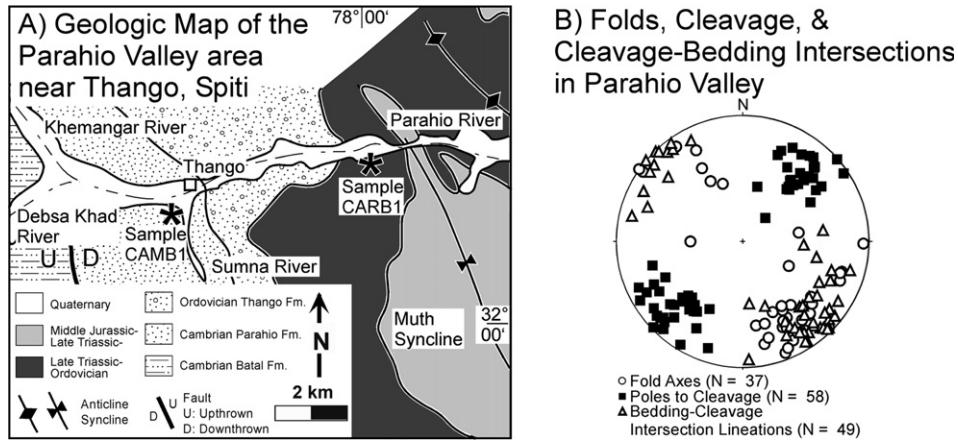 A) Geologic Map of the
Parahio Valley area
near Thango, Spiti
78° 00'
Khemangar River
Parahio River
Thango
Sample
CARB1
Debsa Khad
River
Sample
CAMB1
U D
Sumna River
Muth
Syncline
32°
00'
Quaternary
Middle Jurassic-
Late Triassic-
Late Triassic-
Ordovician
Ordovician Thango Fm.
Cambrian Parahio Fm.
Cambrian Batal Fm.
N
2 km
Anticline
Syncline
U
D
Fault
U: Upthrown
D: Downthrown
B) Folds, Cleavage, &
Cleavage-Bedding Intersections
in Parahio Valley
N
Fold Axes (N = 37)
Poles to Cleavage (N = 58)
Bedding-Cleavage
Intersection Lineations (N = 49)